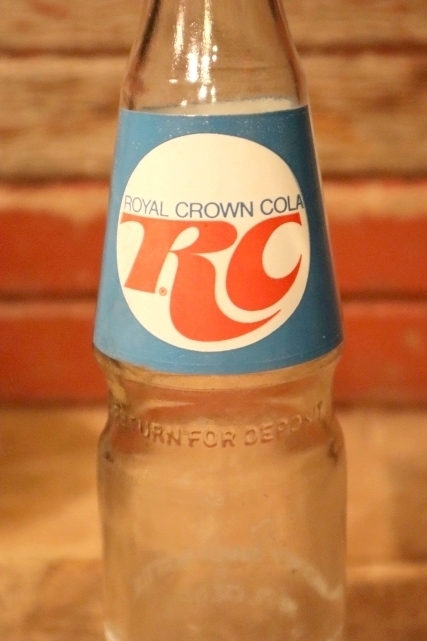 ROYAL CROWN COLA
RC
®
RETURN FOR DEPOSIT